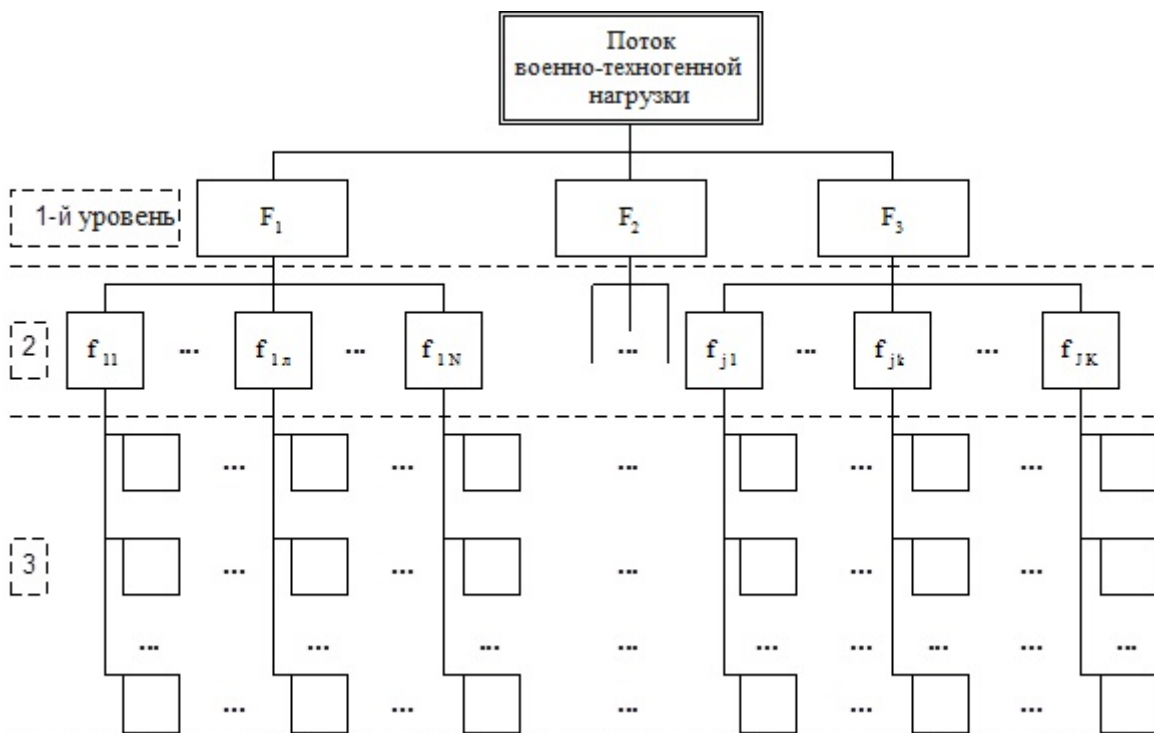 Поток
военно-техногенной
нагрузки
1-й уровень
F1
F2
F3
2
f11
...
f1n
...
f1N
...
fj1
...
fjk
...
fJK
... ... ... ... ...
3
... ... ... ... ...
... ... ... ... ... ... ... ... ...
... ... ... ... ...